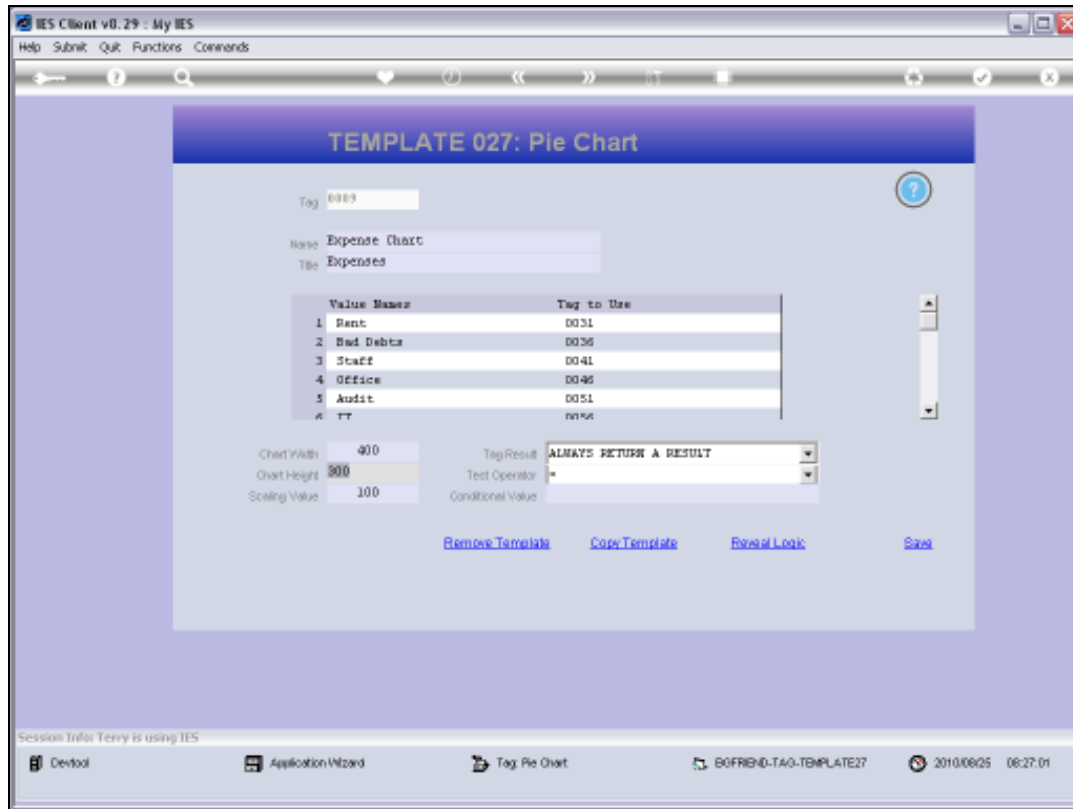 IES Client v8.29 : My IES
Help Submit Quit Functions Commands
TEMPLATE 027: Pie Chart
Tag 0089
Name Expense Chart
Title Expenses
Value Names Tag to Use
1 Rent 0031
2 Bad Debts 0036
3 Staff 0041
4 Office 0046
5 Audit 0051
6 IT 0056
Chart Width 400 Tag Result ALWAYS RETURN A RESULT
Chart Height 300 Test Operator =
Scaling Value 100 Conditional Value
Remove Template Copy Template Reveal Logic Save
Session Info: Terry is using IES
Devtool Application Wizard Tag: Pie Chart BGFRIEND-TAG-TEMPLATE27 2010/08/25 08:27:01